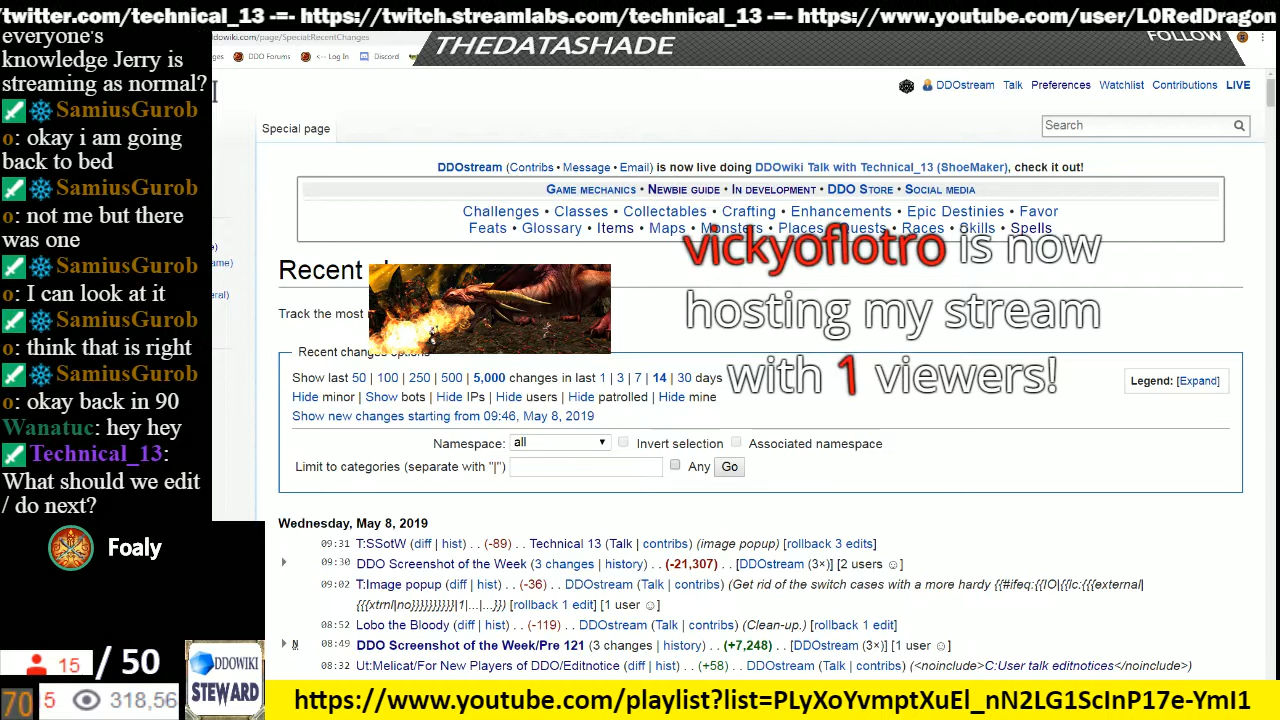 /twitter.com/technical_13 -=- https://twitch.streamlabs.com/technical_13 -=- https://www.youtube.com/user/L0RedDragon
everyone's
knowledge Jerry is
streaming as normal?
SamiusGurob
o: okay i am going
back to bed
SamiusGurob
o: not me but there
was one
SamiusGurob
o: I can look at it
SamiusGurob
o: think that is right
SamiusGurob
o: okay back in 90
Wanatuc: hey hey
Technical_13:
What should we edit
/ do next?
Foaly
15 / 50
70 5 318,56
DDOWIKI
STEWARD
ddowiki.com/page/Special:RecentChanges
THEDATASHADE
FOLLOW
ges DDO Forums <-- Log In Discord
DDOstream Talk Preferences Watchlist Contributions LIVE
Special page
Search
DDOstream (Contribs • Message • Email) is now live doing DDOwiki Talk with Technical_13 (ShoeMaker), check it out!
Game mechanics • Newbie guide • In development • DDO Store • Social media
Challenges • Classes • Collectables • Crafting • Enhancements • Epic Destinies • Favor
Feats • Glossary • Items • Maps • Monsters • Places • Quests • Races • Skills • Spells
vickyoflotro is now
hosting my stream
with 1 viewers!
)
ame)
eral)
Recent
Track the most
Recent changes options
Show last 50 | 100 | 250 | 500 | 5,000 changes in last 1 | 3 | 7 | 14 | 30 days
Hide minor | Show bots | Hide IPs | Hide users | Hide patrolled | Hide mine
Show new changes starting from 09:46, May 8, 2019
Legend: [Expand]
Namespace: all Invert selection Associated namespace
Limit to categories (separate with "|") Any Go
Wednesday, May 8, 2019
09:31 T:SSotW (diff | hist) . . (-89) . . Technical 13 (Talk | contribs) (image popup) [rollback 3 edits]
09:30 DDO Screenshot of the Week (3 changes | history) . . (-21,307) . . [DDOstream (3×)] [2 users ☺]
09:02 T:Image popup (diff | hist) . . (-36) . . DDOstream (Talk | contribs) (Get rid of the switch cases with a more hardy {{#ifeq:{{IO|{{lc:{{{external|
{{{xtrnl|no}}}}}}}}}}|1|...|...}}) [rollback 1 edit] [1 user ☺]
08:52 Lobo the Bloody (diff | hist) . . (-119) . . DDOstream (Talk | contribs) (Clean-up.) [rollback 1 edit]
N 08:49 DDO Screenshot of the Week/Pre 121 (3 changes | history) . . (+7,248) . . [DDOstream (3×)] [1 user ☺]
08:32 Ut:Melicat/For New Players of DDO/Editnotice (diff | hist) . . (+58) . . DDOstream (Talk | contribs) (<noinclude>C:User talk editnotices</noinclude>)
https://www.youtube.com/playlist?list=PLyXoYvmptXuEl_nN2LG1ScInP17e-YmI1